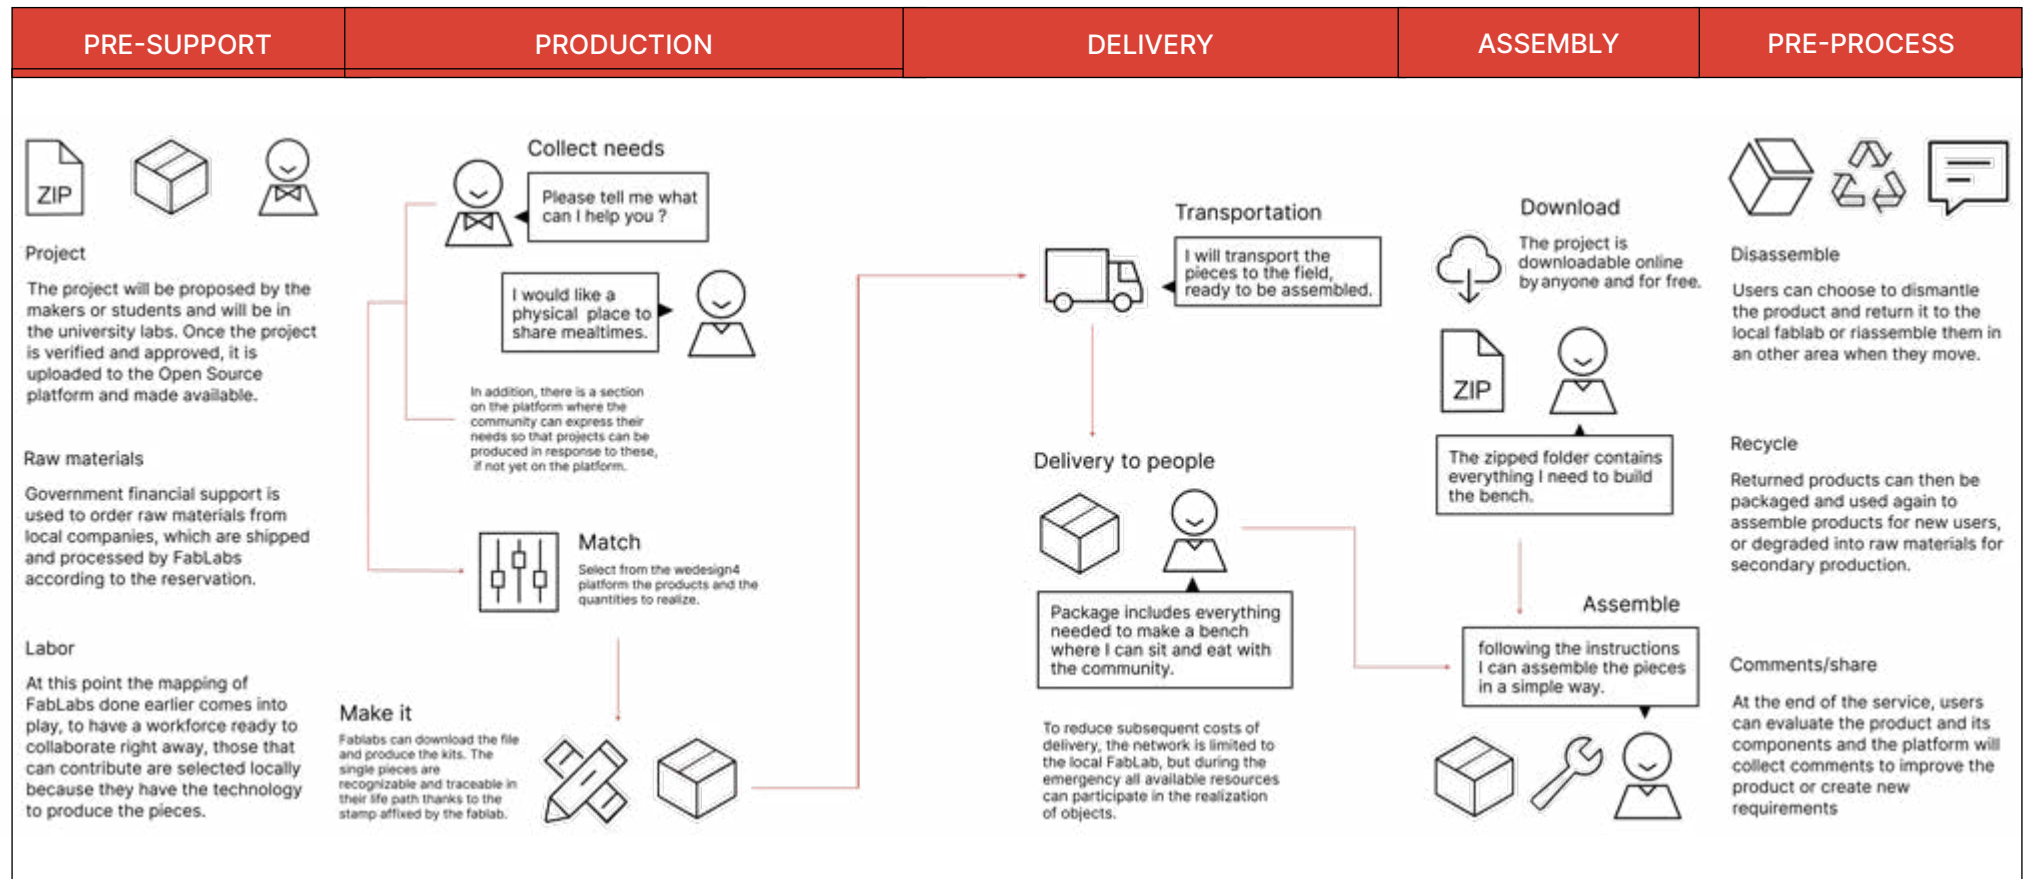 PRE-SUPPORT
PRODUCTION
DELIVERY
ASSEMBLY
PRE-PROCESS
ZIP
Project
The project will be proposed by the
makers or students and will be in
the university labs. Once the project
is verified and approved, it is
uploaded to the Open Source
platform and made available.
Raw materials
Government financial support is
used to order raw materials from
local companies, which are shipped
and processed by FabLabs
according to the reservation.
Labor
At this point the mapping of
FabLabs done earlier comes into
play, to have a workforce ready to
collaborate right away, those that
can contribute are selected locally
because they have the technology
to produce the pieces.
Collect needs
Please tell me what
can I help you ?
I would like a
physical place to
share mealtimes.
In addition, there is a section
on the platform where the
community can express their
needs so that projects can be
produced in response to these,
if not yet on the platform.
Match
Select from the wedesign4
platform the products and the
quantities to realize.
Make it
Fablabs can download the file
and produce the kits. The
single pieces are
recognizable and traceable in
their life path thanks to the
stamp affixed by the fablab.
Transportation
I will transport the
pieces to the field,
ready to be assembled.
Delivery to people
Package includes everything
needed to make a bench
where I can sit and eat with
the community.
To reduce subsequent costs of
delivery, the network is limited to
the local FabLab, but during the
emergency all available resources
can participate in the realization
of objects.
Download
The project is
downloadable online
by anyone and for free.
ZIP
The zipped folder contains
everything I need to build
the bench.
Assemble
following the instructions
I can assemble the pieces
in a simple way.
Disassemble
Users can choose to dismantle
the product and return it to the
local fablab or riassemble them in
an other area when they move.
Recycle
Returned products can then be
packaged and used again to
assemble products for new users,
or degraded into raw materials for
secondary production.
Comments/share
At the end of the service, users
can evaluate the product and its
components and the platform will
collect comments to improve the
product or create new
requirements